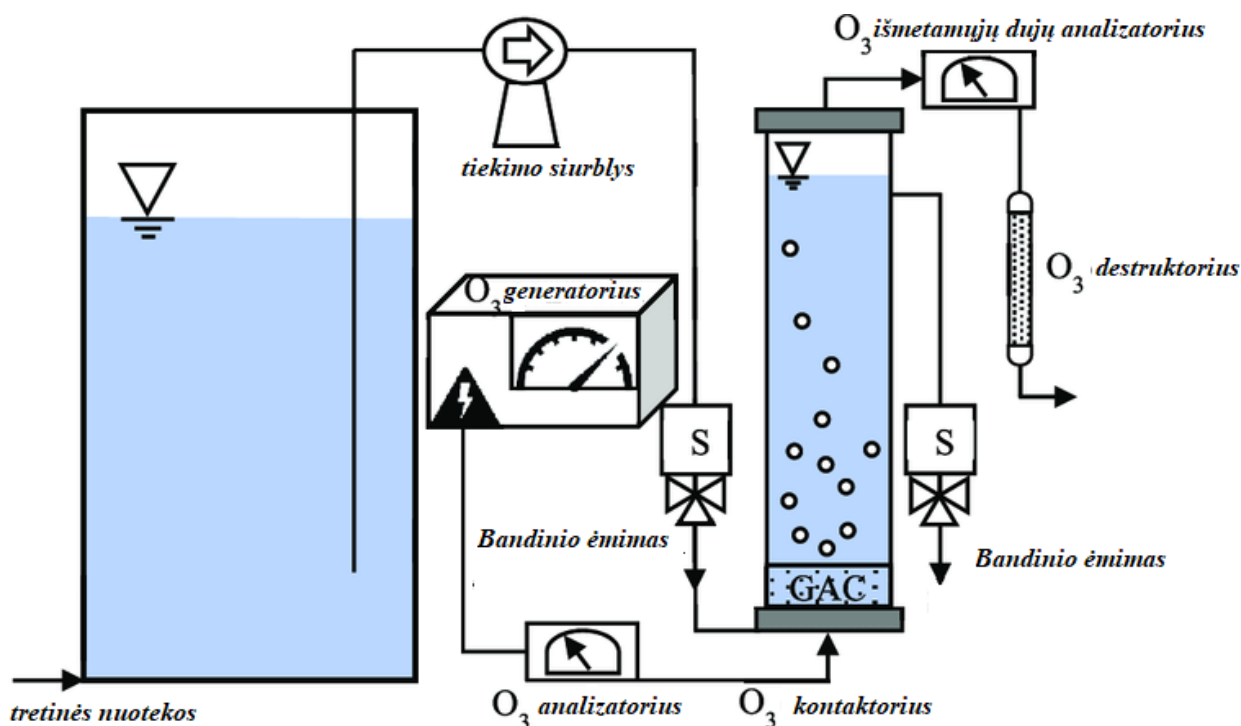 O₃ išmetamųjų dujų analizatorius
tiekimo siurblys
O₃ generatorius
O₃ destruktorius
S
S
Bandinio ėmimas
Bandinio ėmimas
GAC
tretinės nuotekos
O₃ analizatorius
O₃ kontaktorius